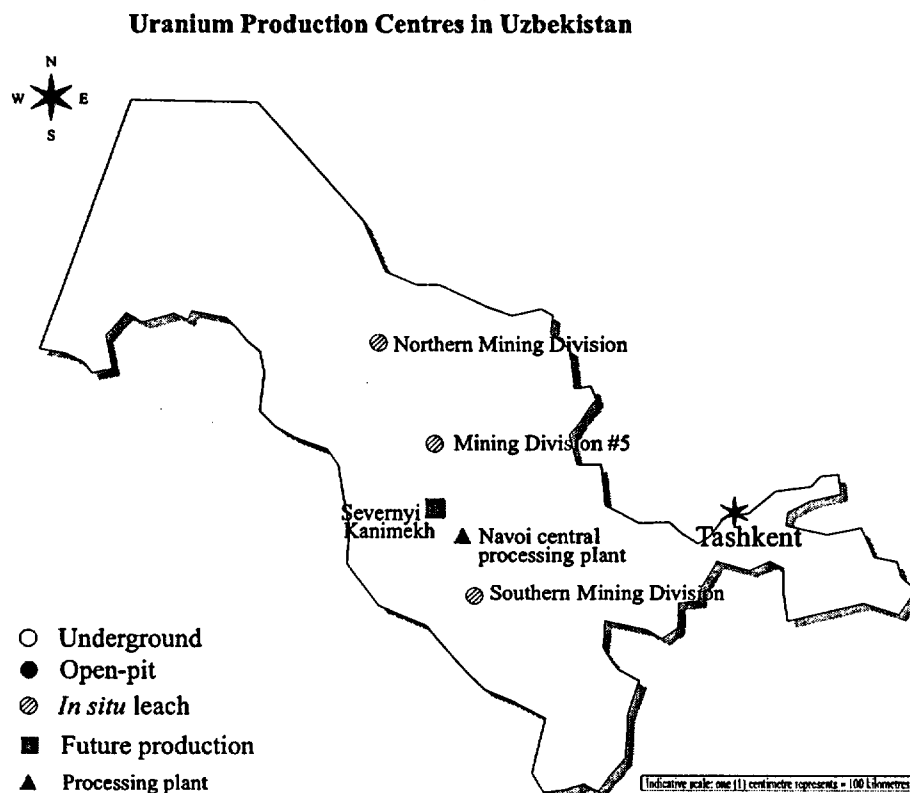 Uranium Production Centres in Uzbekistan
N
W E
S
Northern Mining Division
Mining Division #5
Severnyi
Kanimekh
Navoi central
processing plant
Tashkent
Southern Mining Division
Underground
Open-pit
In situ leach
Future production
Processing plant
Indicative scale: one (1) centimetre represents = 100 kilometres